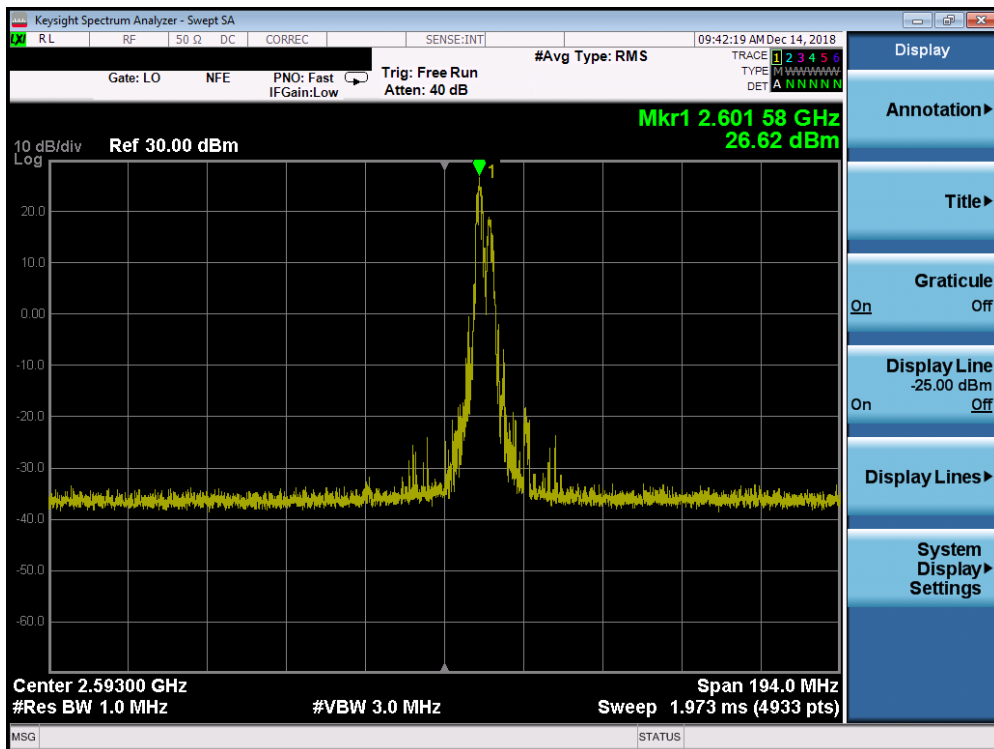 Keysight Spectrum Analyzer - Swept SA
LXI RL RF 50 Ω DC CORREC SENSE:INT 09:42:19 AM Dec 14, 2018
#Avg Type: RMS TRACE 1 2 3 4 5 6
Gate: LO NFE PNO: Fast Trig: Free Run TYPE M WWWWW
IFGain:Low Atten: 40 dB DET A N N N N N
Mkr1 2.601 58 GHz
26.62 dBm
10 dB/div Ref 30.00 dBm
Log
1
20.0
10.0
0.00
-10.0
-20.0
-30.0
-40.0
-50.0
-60.0
Center 2.59300 GHz Span 194.0 MHz
#Res BW 1.0 MHz #VBW 3.0 MHz Sweep 1.973 ms (4933 pts)
MSG STATUS
Display
Annotation
Title
Graticule
On Off
Display Line
-25.00 dBm
On Off
Display Lines
System
Display
Settings